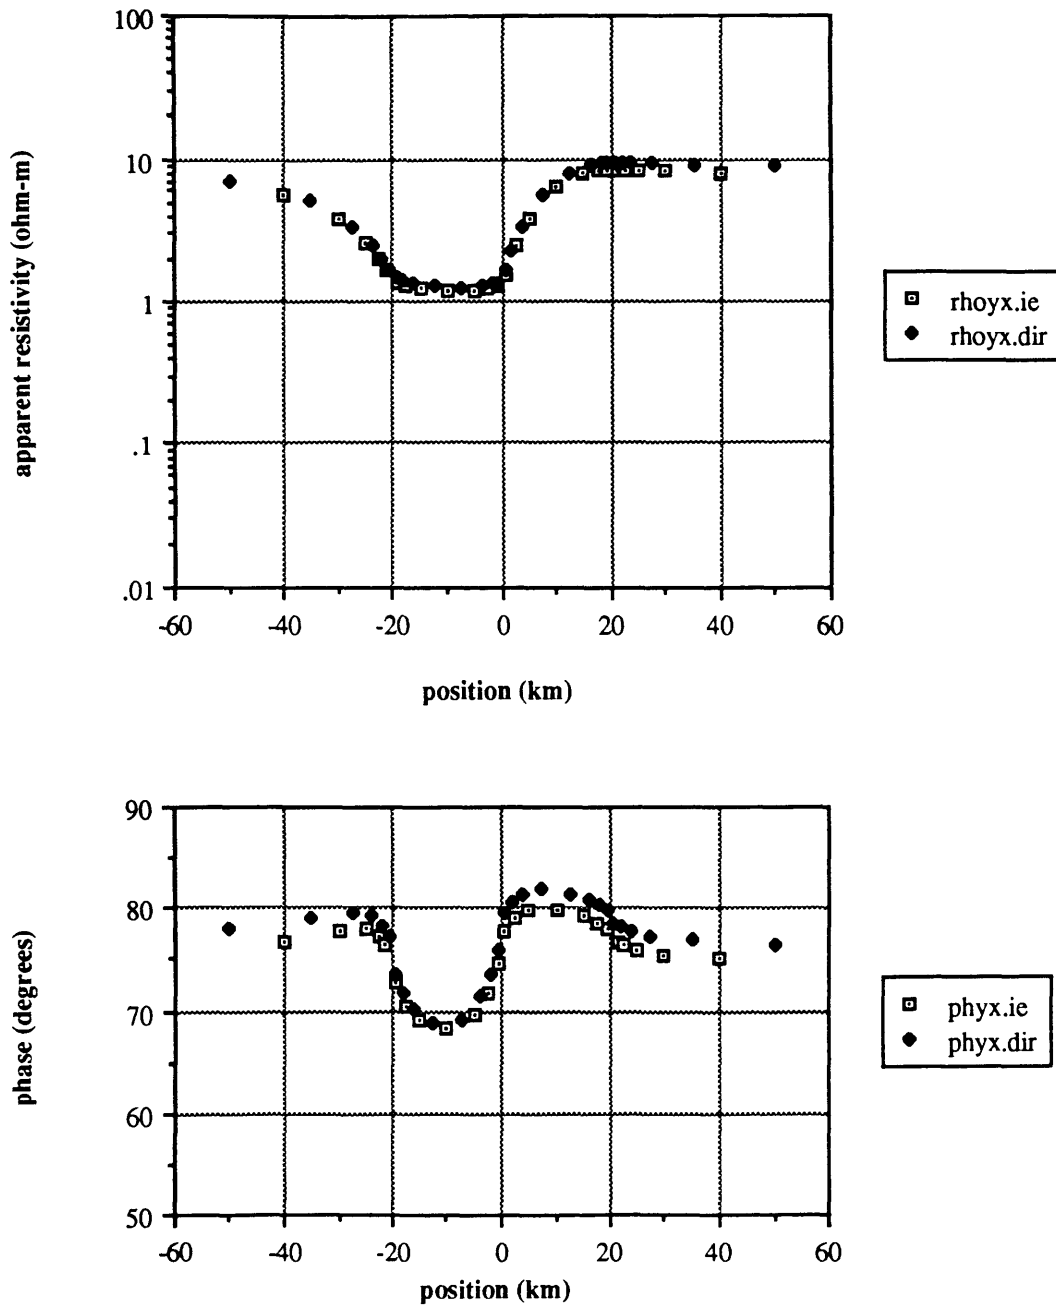 100
10
1
.1
.01
apparent resistivity (ohm-m)
-60 -40 -20 0 20 40 60
position (km)
rhoyx.ie
rhoyx.dir
90
80
70
60
50
phase (degrees)
-60 -40 -20 0 20 40 60
position (km)
phyx.ie
phyx.dir